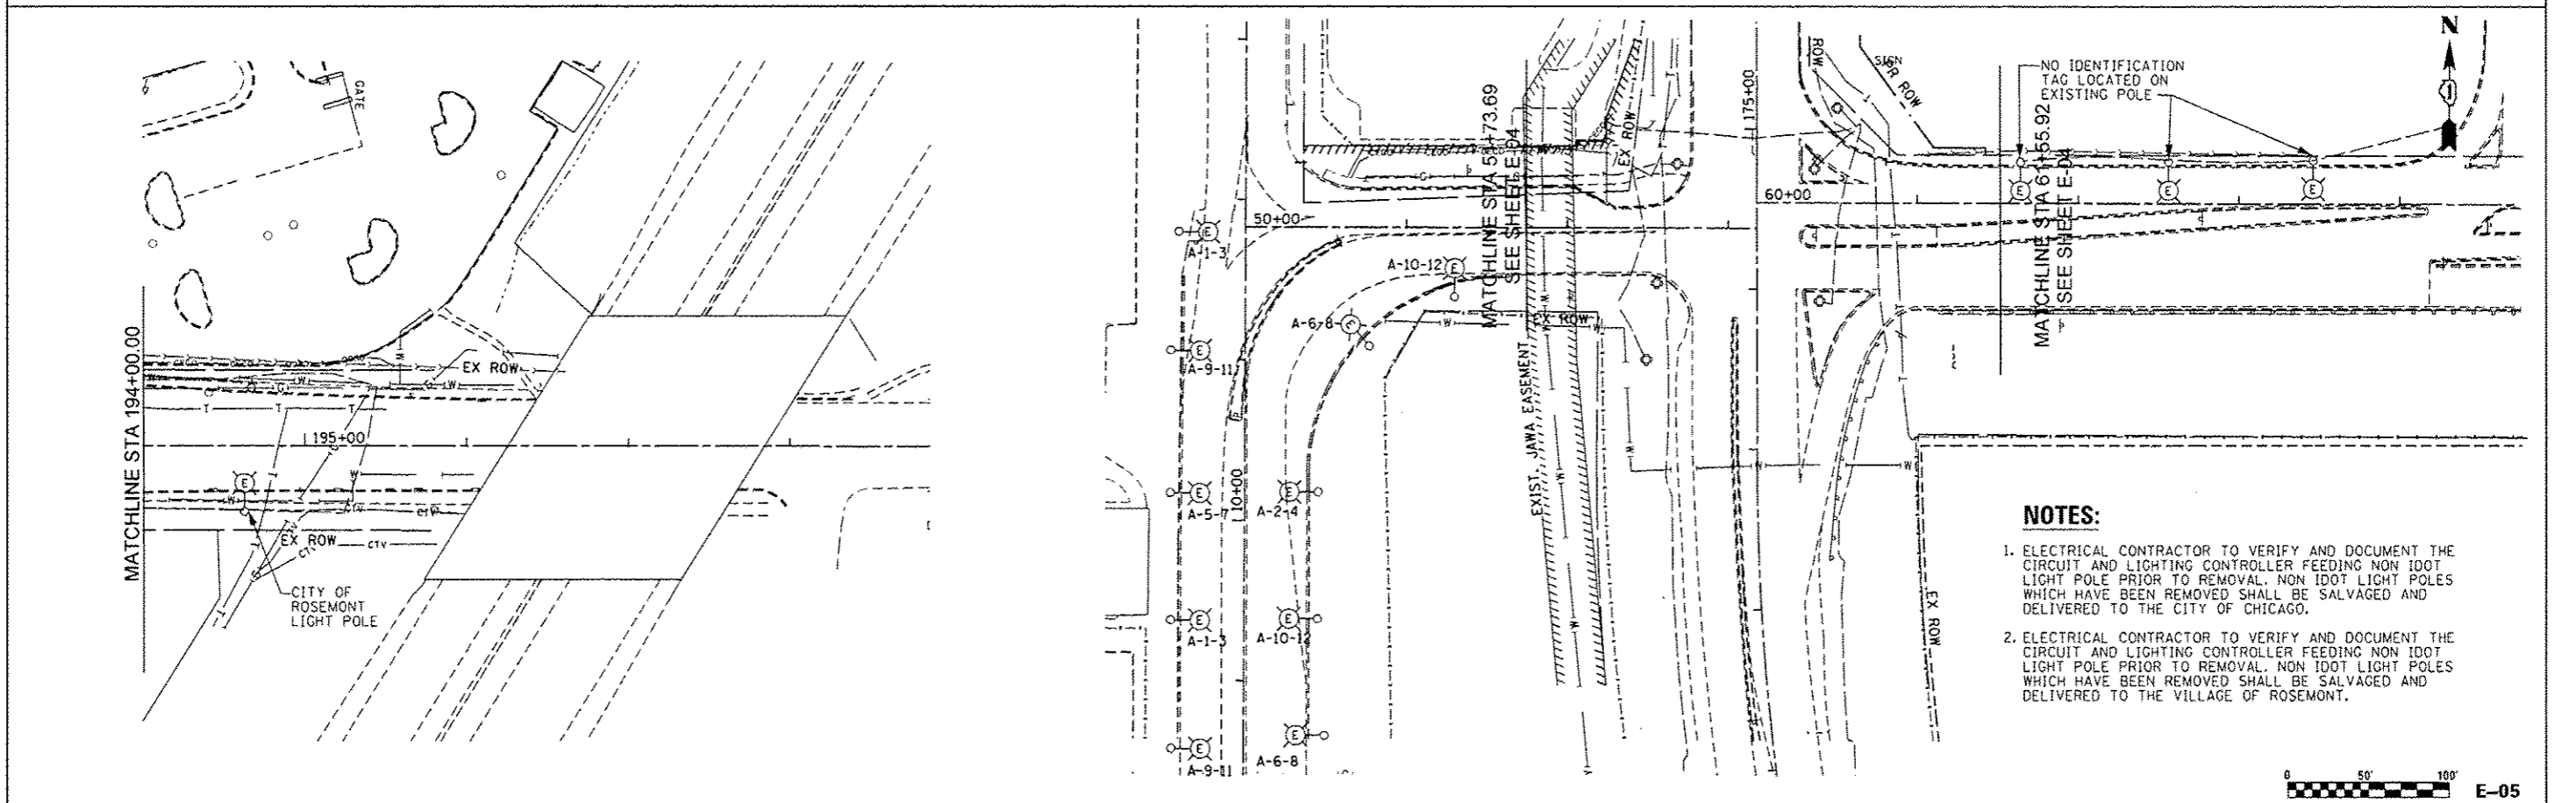 GATE
MATCHLINE STA 194+00.00
EX ROW
W
W
G
W
T T T
195+00
W
E
W
CTV
CTV
EX ROW
CTV
CTV
CITY OF
ROSEMONT
LIGHT POLE
MATCHLINE STA 51+73.69
SEE SHEET E-04
EX ROW
175+00
ROW
SIGN
PR ROW
NO IDENTIFICATION
TAG LOCATED ON
EXISTING POLE
N
MATCHLINE STA 61+55.92
SEE SHEET E-04
50+00
60+00
E
E
E
E
A-1-3
A-10-12
E
A-6-8
E
EX ROW
E
A-9-11
EXIST. JAWA EASEMENT
E
A-5-7
10+00
E
A-2-4
E
A-1-3
E
A-10-12
E
A-9-11
E
A-6-8
EX ROW
NOTES:
1. ELECTRICAL CONTRACTOR TO VERIFY AND DOCUMENT THE
CIRCUIT AND LIGHTING CONTROLLER FEEDING NON IDOT
LIGHT POLE PRIOR TO REMOVAL. NON IDOT LIGHT POLES
WHICH HAVE BEEN REMOVED SHALL BE SALVAGED AND
DELIVERED TO THE CITY OF CHICAGO.
2. ELECTRICAL CONTRACTOR TO VERIFY AND DOCUMENT THE
CIRCUIT AND LIGHTING CONTROLLER FEEDING NON IDOT
LIGHT POLE PRIOR TO REMOVAL. NON IDOT LIGHT POLES
WHICH HAVE BEEN REMOVED SHALL BE SALVAGED AND
DELIVERED TO THE VILLAGE OF ROSEMONT.
0 50' 100'
E-05